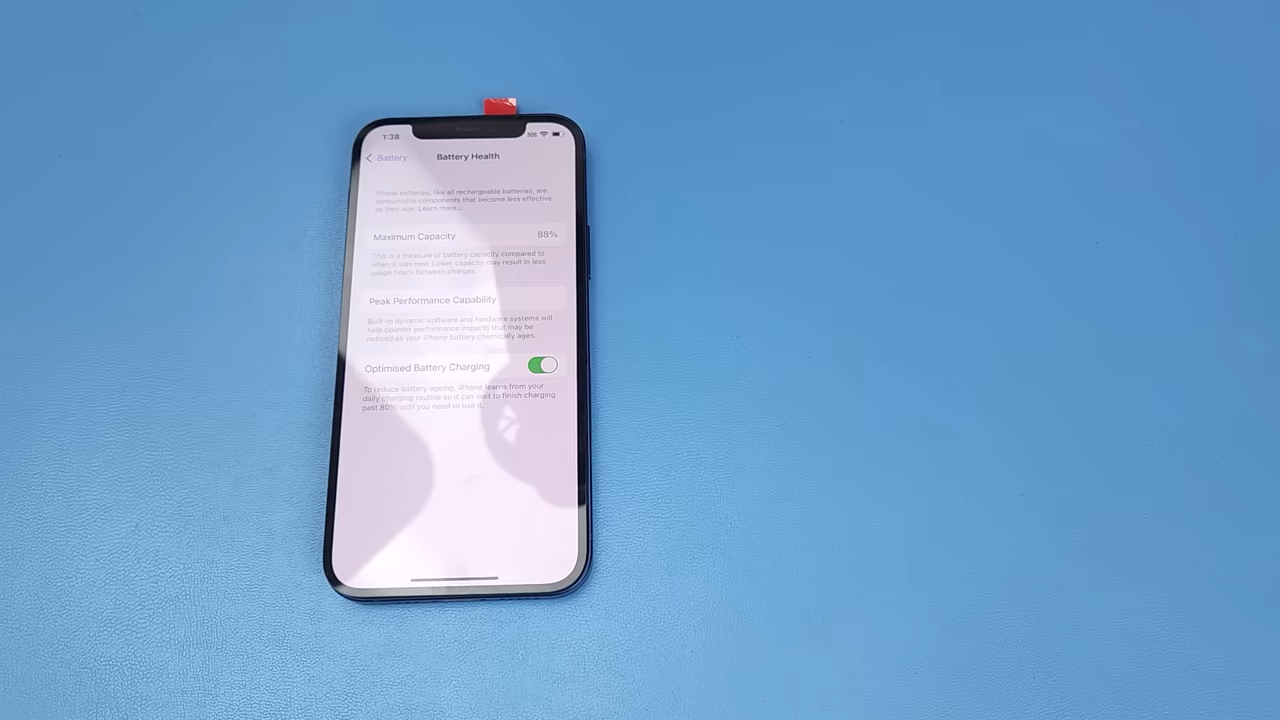 1:38
SOS
Battery
Battery Health
iPhone batteries, like all rechargeable batteries, are
consumable components that become less effective
as they age. Learn more...
Maximum Capacity
88%
This is a measure of battery capacity compared to
when it was new. Lower capacity may result in less
usage hours between charges.
Peak Performance Capability
Built-in dynamic software and hardware systems will
help counter performance impacts that may be
noticed as your iPhone battery chemically ages.
Optimised Battery Charging
To reduce battery ageing, iPhone learns from your
daily charging routine so it can wait to finish charging
past 80% until you need to use it.